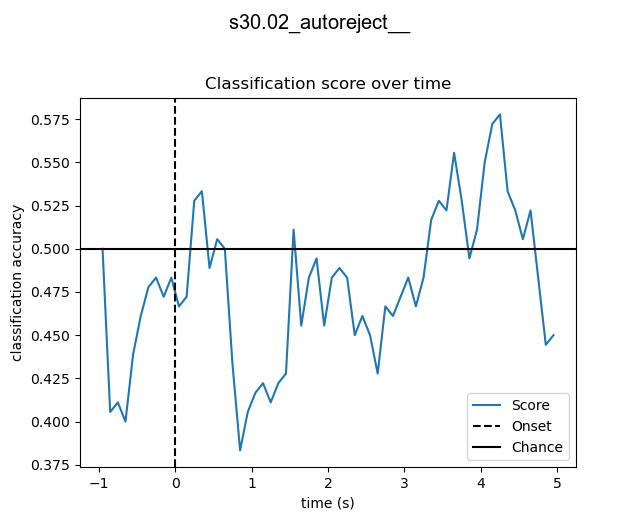 s30.02_autoreject__
Classification score over time
classification accuracy
0.575
0.550
0.525
0.500
0.475
0.450
0.425
0.400
0.375
−1 0 1 2 3 4 5
time (s)
Score
Onset
Chance